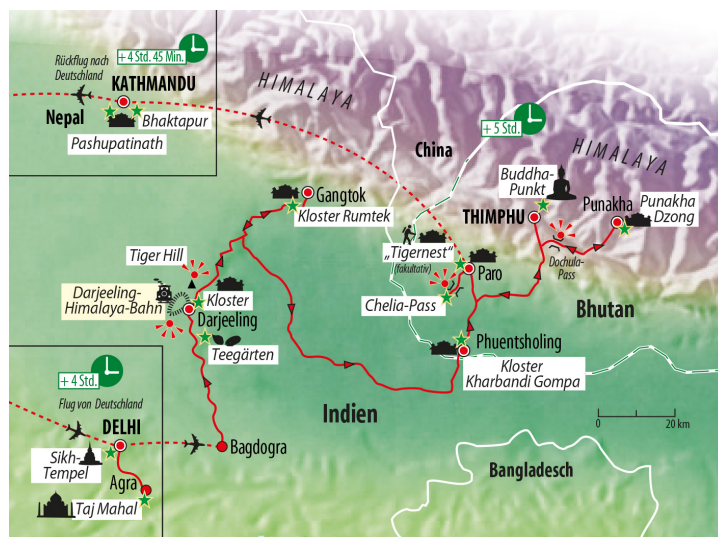 Rückflug nach
Deutschland
+ 4 Std. 45 Min.
KATHMANDU
Nepal
Bhaktapur
Pashupatinath
HIMALAYA
China
+ 5 Std.
HIMALAYA
Buddha-
Punkt
THIMPHU
Punakha
Punakha
Dzong
Dochula-
Pass
Gangtok
Kloster Rumtek
„Tigernest“
(fakultativ)
Paro
Chelia-Pass
Bhutan
Tiger Hill
Darjeeling-
Himalaya-Bahn
Kloster
Darjeeling
Teegärten
Phuentsholing
Kloster
Kharbandi Gompa
Indien
0
20 km
+ 4 Std.
Flug von Deutschland
DELHI
Sikh-
Tempel
Agra
Taj Mahal
Bagdogra
Bangladesch